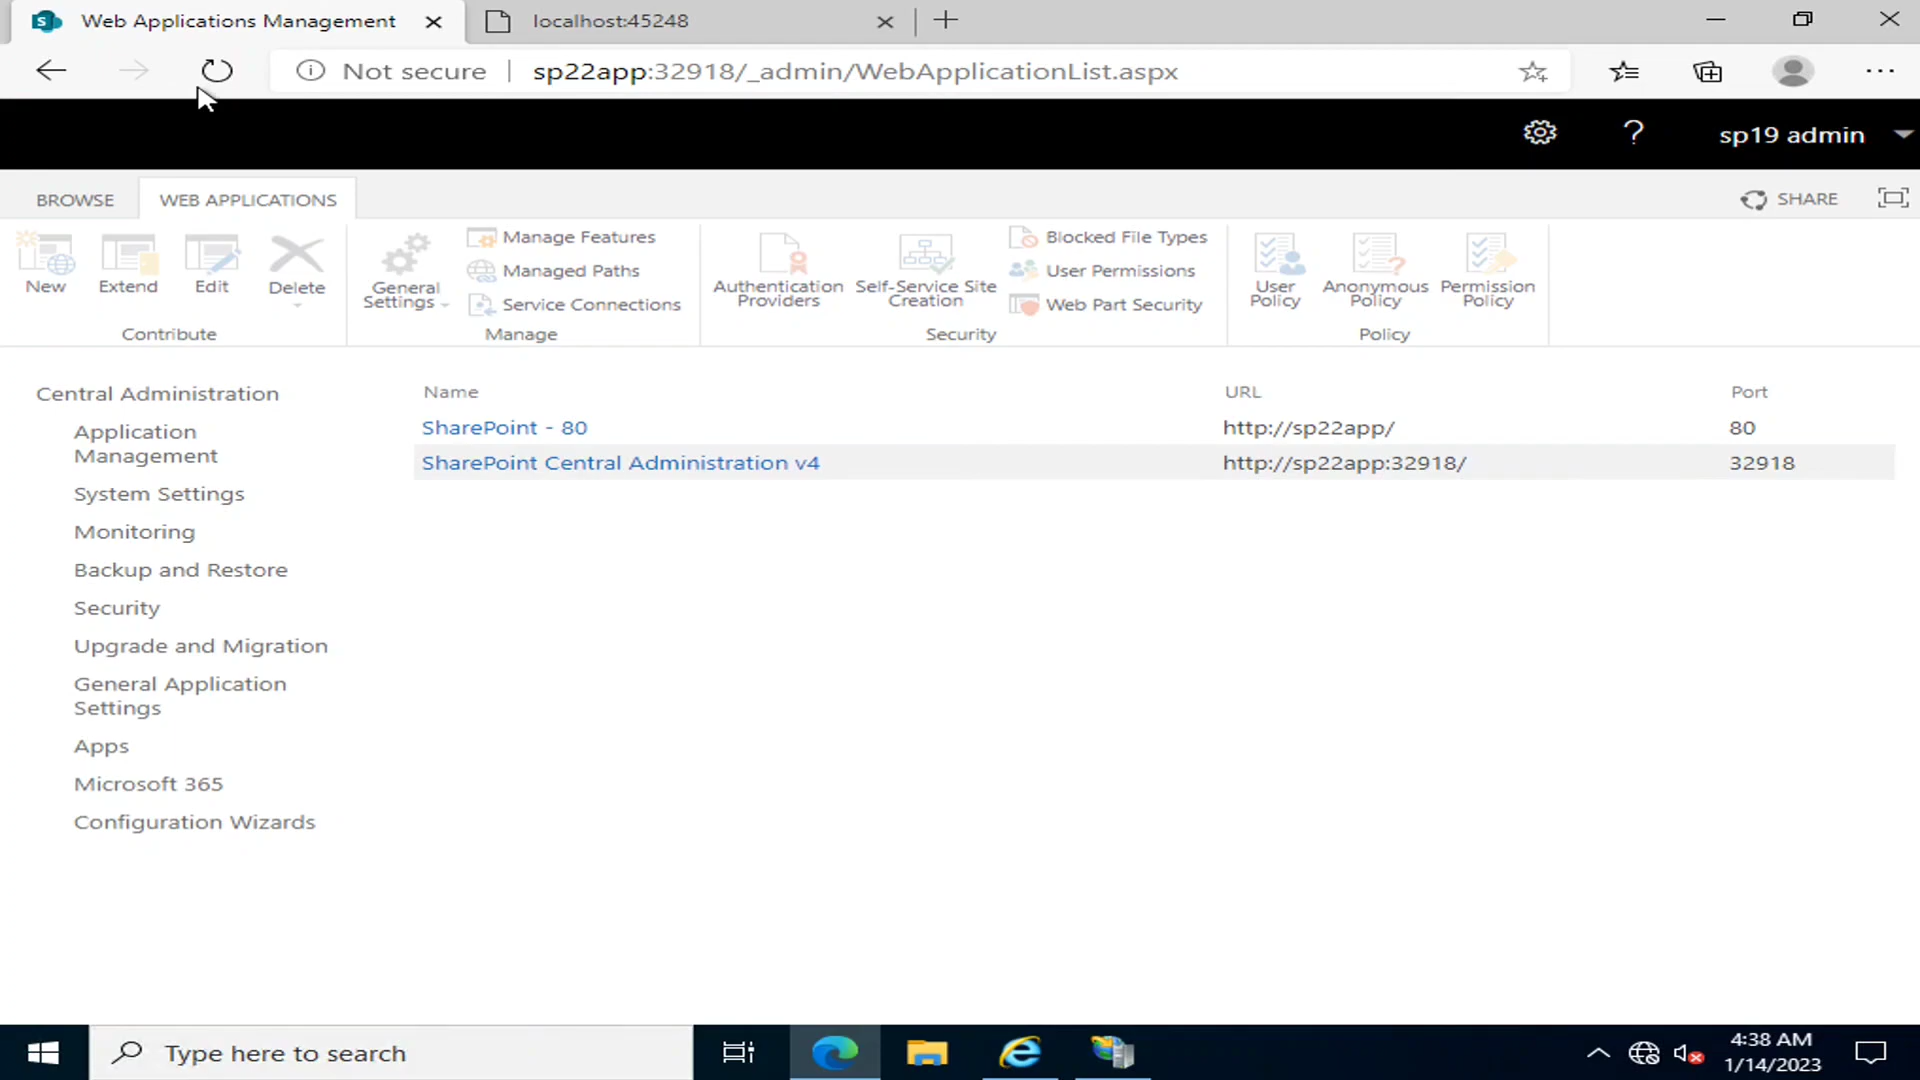 Web Applications Management
localhost:45248
Not secure
sp22app:32918/_admin/WebApplicationList.aspx
sp19 admin
BROWSE
WEB APPLICATIONS
SHARE
New
Extend
Edit
Delete
Contribute
General
Settings
Manage Features
Managed Paths
Service Connections
Manage
Authentication
Providers
Self-Service Site
Creation
Blocked File Types
User Permissions
Web Part Security
Security
User
Policy
Anonymous
Policy
Permission
Policy
Policy
Central Administration
Application
Management
System Settings
Monitoring
Backup and Restore
Security
Upgrade and Migration
General Application
Settings
Apps
Microsoft 365
Configuration Wizards
Name URL Port
SharePoint - 80 http://sp22app/ 80
SharePoint Central Administration v4 http://sp22app:32918/ 32918
Type here to search
4:38 AM
1/14/2023